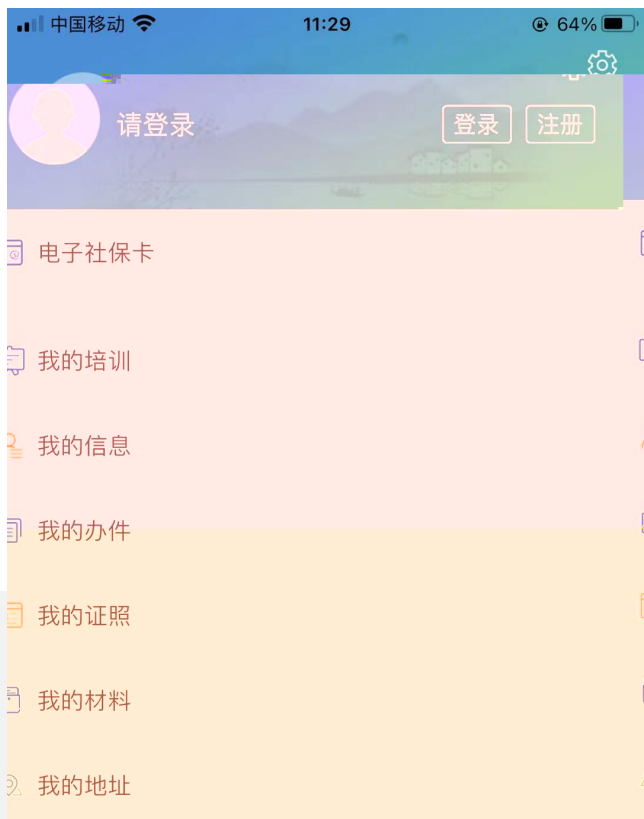 中国移动 11:29 64%
请登录 登录 注册
电子社保卡
我的培训
我的信息
我的办件
我的证照
我的材料
我的地址